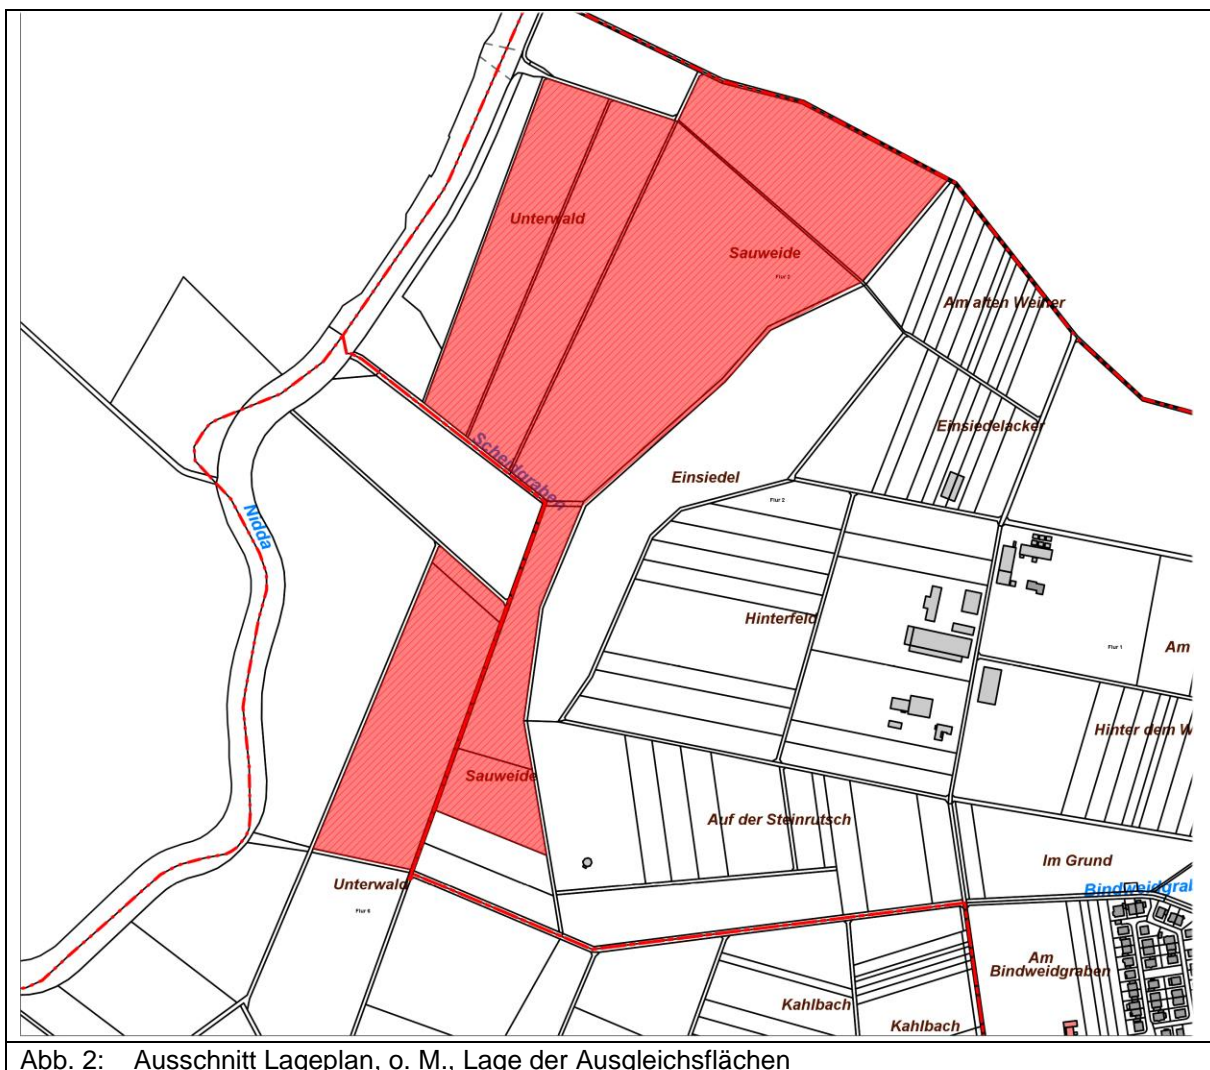 Unterwald
Sauweide
Flur 2
Am alten Weiher
Einsiedelacker
Scheidgraben
Einsiedel
Flur 2
Nidda
Hinterfeld
Flur 1
Am
Hinter dem W
Sauweide
Auf der Steinrutsch
Im Grund
Unterwald
Bindweidgrab
Flur 6
Am
Bindweidgraben
Kahlbach
Kahlbach
Abb. 2: Ausschnitt Lageplan, o. M., Lage der Ausgleichsflächen